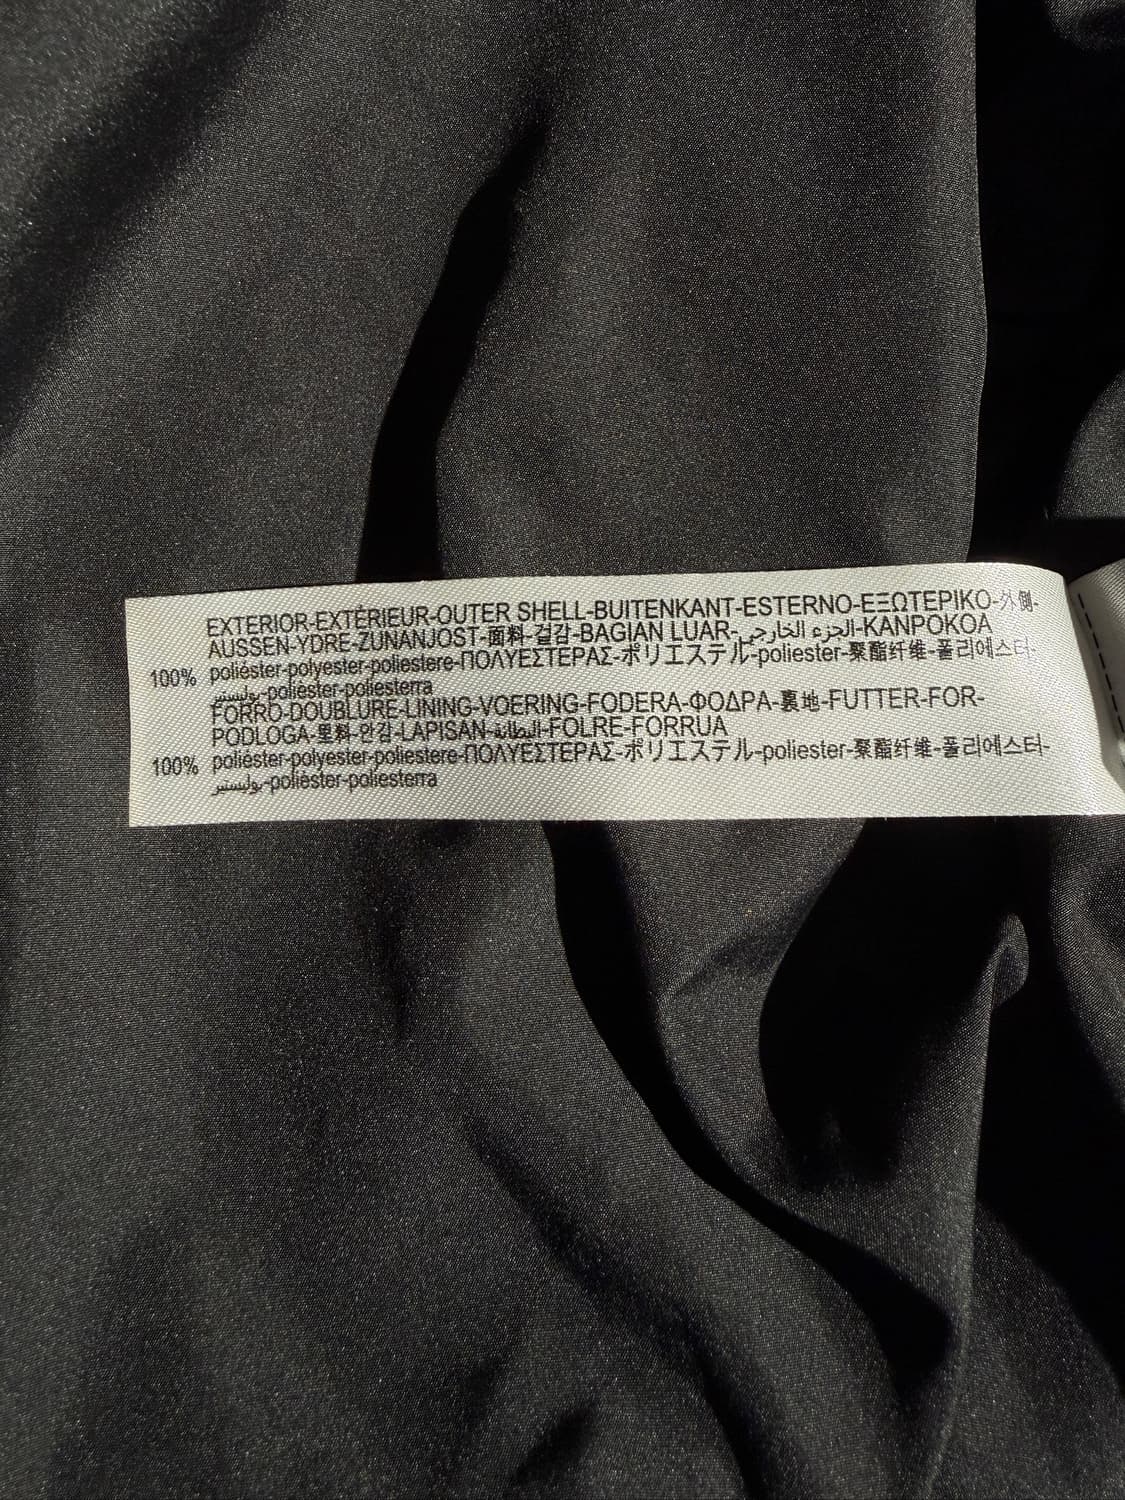 EXTERIOR-EXTÉRIEUR-OUTER SHELL-BUITENKANT-ESTERNO-ΕΞΩΤΕΡΙΚΟ-外側-
AUSSEN-YDRE-ZUNANJOST-面料-겉감-BAGIAN LUAR-الجزء الخارجي-KANPOKOA
100% poliéster-polyester-poliestere-ΠΟΛΥΕΣΤΕΡΑΣ-ポリエステル-poliester-聚酯纤维-폴리에스터-
بوليستير-polièster-poliesterra
FORRO-DOUBLURE-LINING-VOERING-FODERA-ΦΟΔΡΑ-裏地-FUTTER-FOR-
PODLOGA-里料-안감-LAPISAN-البطانة-FOLRE-FORRUA
100% poliéster-polyester-poliestere-ΠΟΛΥΕΣΤΕΡΑΣ-ポリエステル-poliester-聚酯纤维-폴리에스터-
بوليستير-polièster-poliesterra